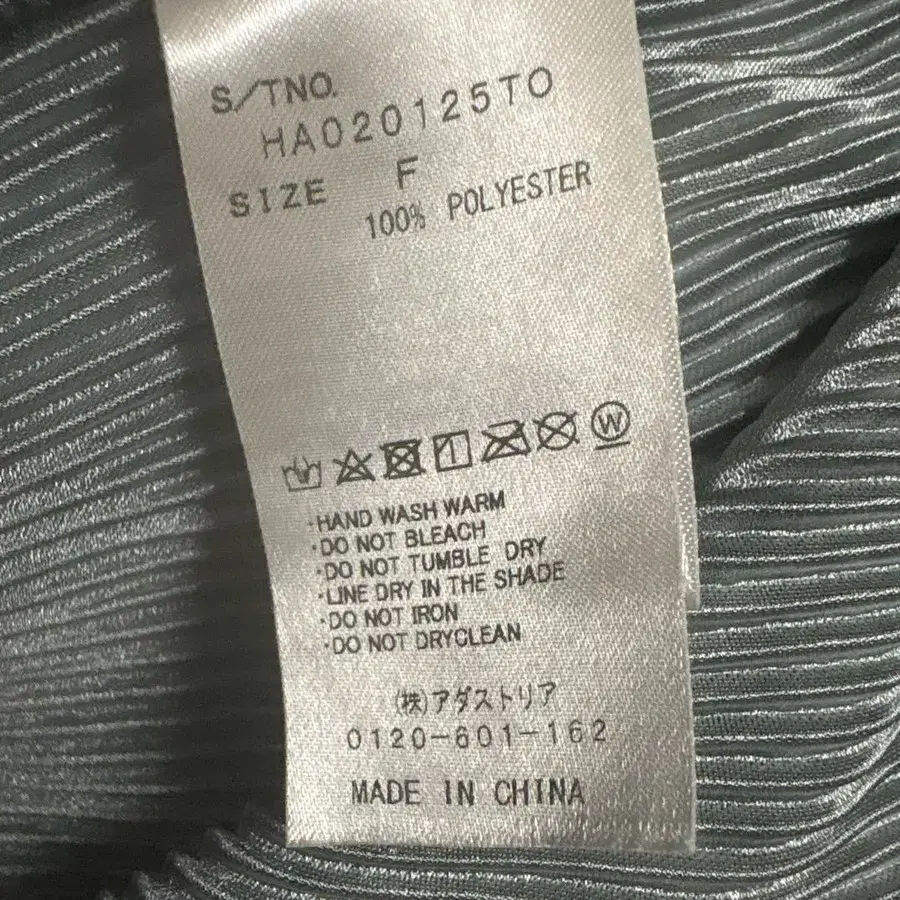 S/TNO.
HA020125TO
SIZE F
100% POLYESTER
W
·HAND WASH WARM
·DO NOT BLEACH
·DO NOT TUMBLE DRY
·LINE DRY IN THE SHADE
·DO NOT IRON
·DO NOT DRYCLEAN
(株)アダストリア
0120-601-162
MADE IN CHINA